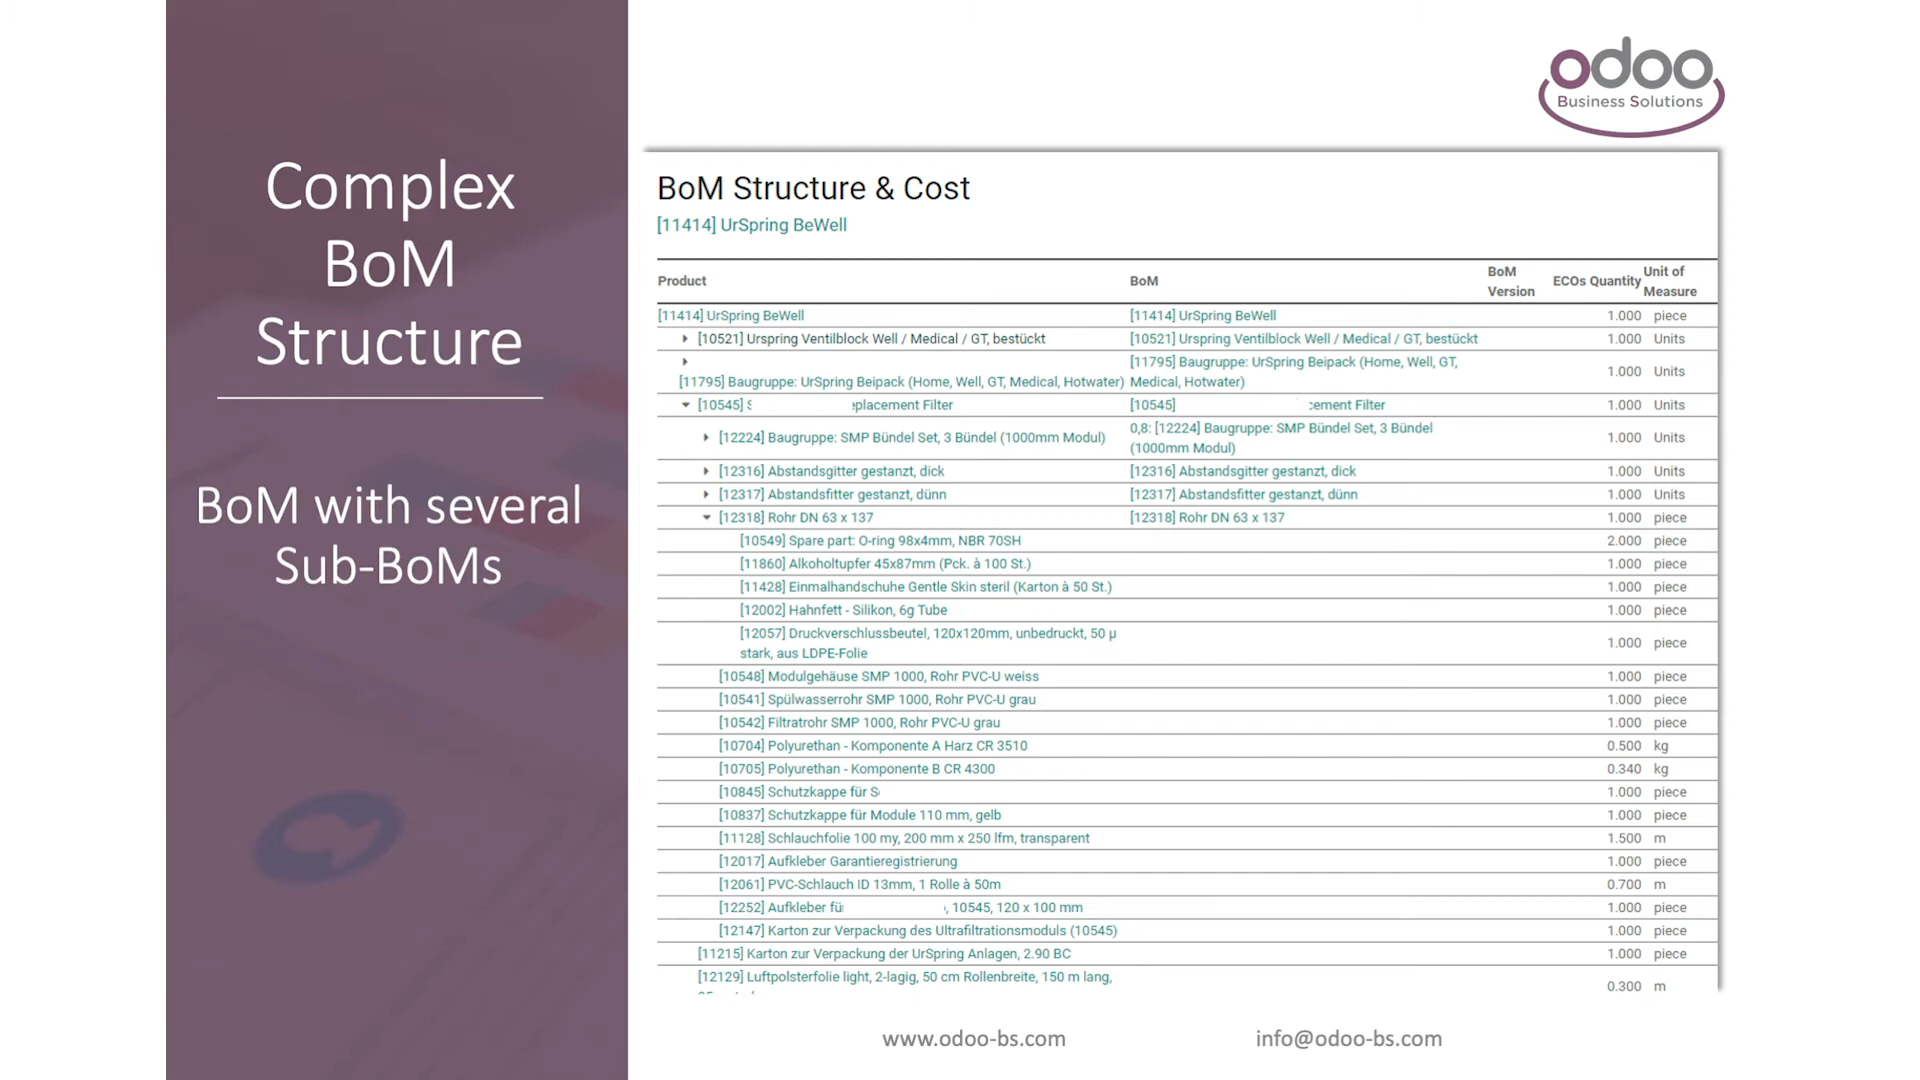 Complex
BoM
Structure
BoM with several
Sub-BoMs
odoo
Business Solutions
BoM Structure & Cost
[11414] UrSpring BeWell
Product BoM BoM Version ECOs Quantity Unit of Measure
[11414] UrSpring BeWell [11414] UrSpring BeWell 1.000 piece
[10521] Urspring Ventilblock Well / Medical / GT, bestückt [10521] Urspring Ventilblock Well / Medical / GT, bestückt 1.000 Units
[11795] Baugruppe: UrSpring Beipack (Home, Well, GT, Medical, Hotwater) [11795] Baugruppe: UrSpring Beipack (Home, Well, GT, Medical, Hotwater) 1.000 Units
[10545] S placement Filter [10545] cement Filter 1.000 Units
[12224] Baugruppe: SMP Bündel Set, 3 Bündel (1000mm Modul) 0,8: [12224] Baugruppe: SMP Bündel Set, 3 Bündel (1000mm Modul) 1.000 Units
[12316] Abstandsgitter gestanzt, dick [12316] Abstandsgitter gestanzt, dick 1.000 Units
[12317] Abstandsfitter gestanzt, dünn [12317] Abstandsfitter gestanzt, dünn 1.000 Units
[12318] Rohr DN 63 x 137 [12318] Rohr DN 63 x 137 1.000 piece
[10549] Spare part: O-ring 98x4mm, NBR 70SH 2.000 piece
[11860] Alkoholtupfer 45x87mm (Pck. à 100 St.) 1.000 piece
[11428] Einmalhandschuhe Gentle Skin steril (Karton à 50 St.) 1.000 piece
[12002] Hahnfett - Silikon, 6g Tube 1.000 piece
[12057] Druckverschlussbeutel, 120x120mm, unbedruckt, 50 µ
stark, aus LDPE-Folie 1.000 piece
[10548] Modulgehäuse SMP 1000, Rohr PVC-U weiss 1.000 piece
[10541] Spülwasserrohr SMP 1000, Rohr PVC-U grau 1.000 piece
[10542] Filtratrohr SMP 1000, Rohr PVC-U grau 1.000 piece
[10704] Polyurethan - Komponente A Harz CR 3510 0.500 kg
[10705] Polyurethan - Komponente B CR 4300 0.340 kg
[10845] Schutzkappe für S 1.000 piece
[10837] Schutzkappe für Module 110 mm, gelb 1.000 piece
[11128] Schlauchfolie 100 my, 200 mm x 250 lfm, transparent 1.500 m
[12017] Aufkleber Garantieregistrierung 1.000 piece
[12061] PVC-Schlauch ID 13mm, 1 Rolle à 50m 0.700 m
[12252] Aufkleber für , 10545, 120 x 100 mm 1.000 piece
[12147] Karton zur Verpackung des Ultrafiltrationsmoduls (10545) 1.000 piece
[11215] Karton zur Verpackung der UrSpring Anlagen, 2.90 BC 1.000 piece
[12129] Luftpolsterfolie light, 2-lagig, 50 cm Rollenbreite, 150 m lang, 0.300 m
www.odoo-bs.com info@odoo-bs.com